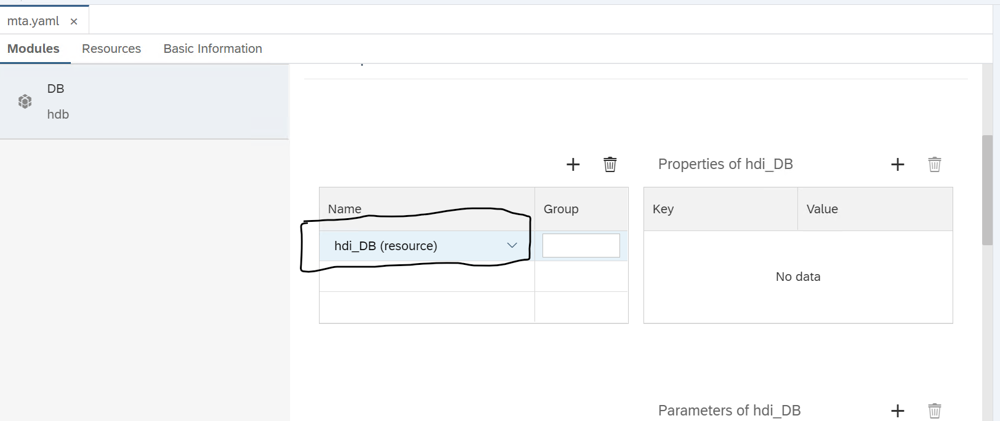 mta.yaml
Modules Resources Basic Information
DB
hdb
Properties of hdi_DB
Name Group
Key Value
hdi_DB (resource)
No data
Parameters of hdi_DB